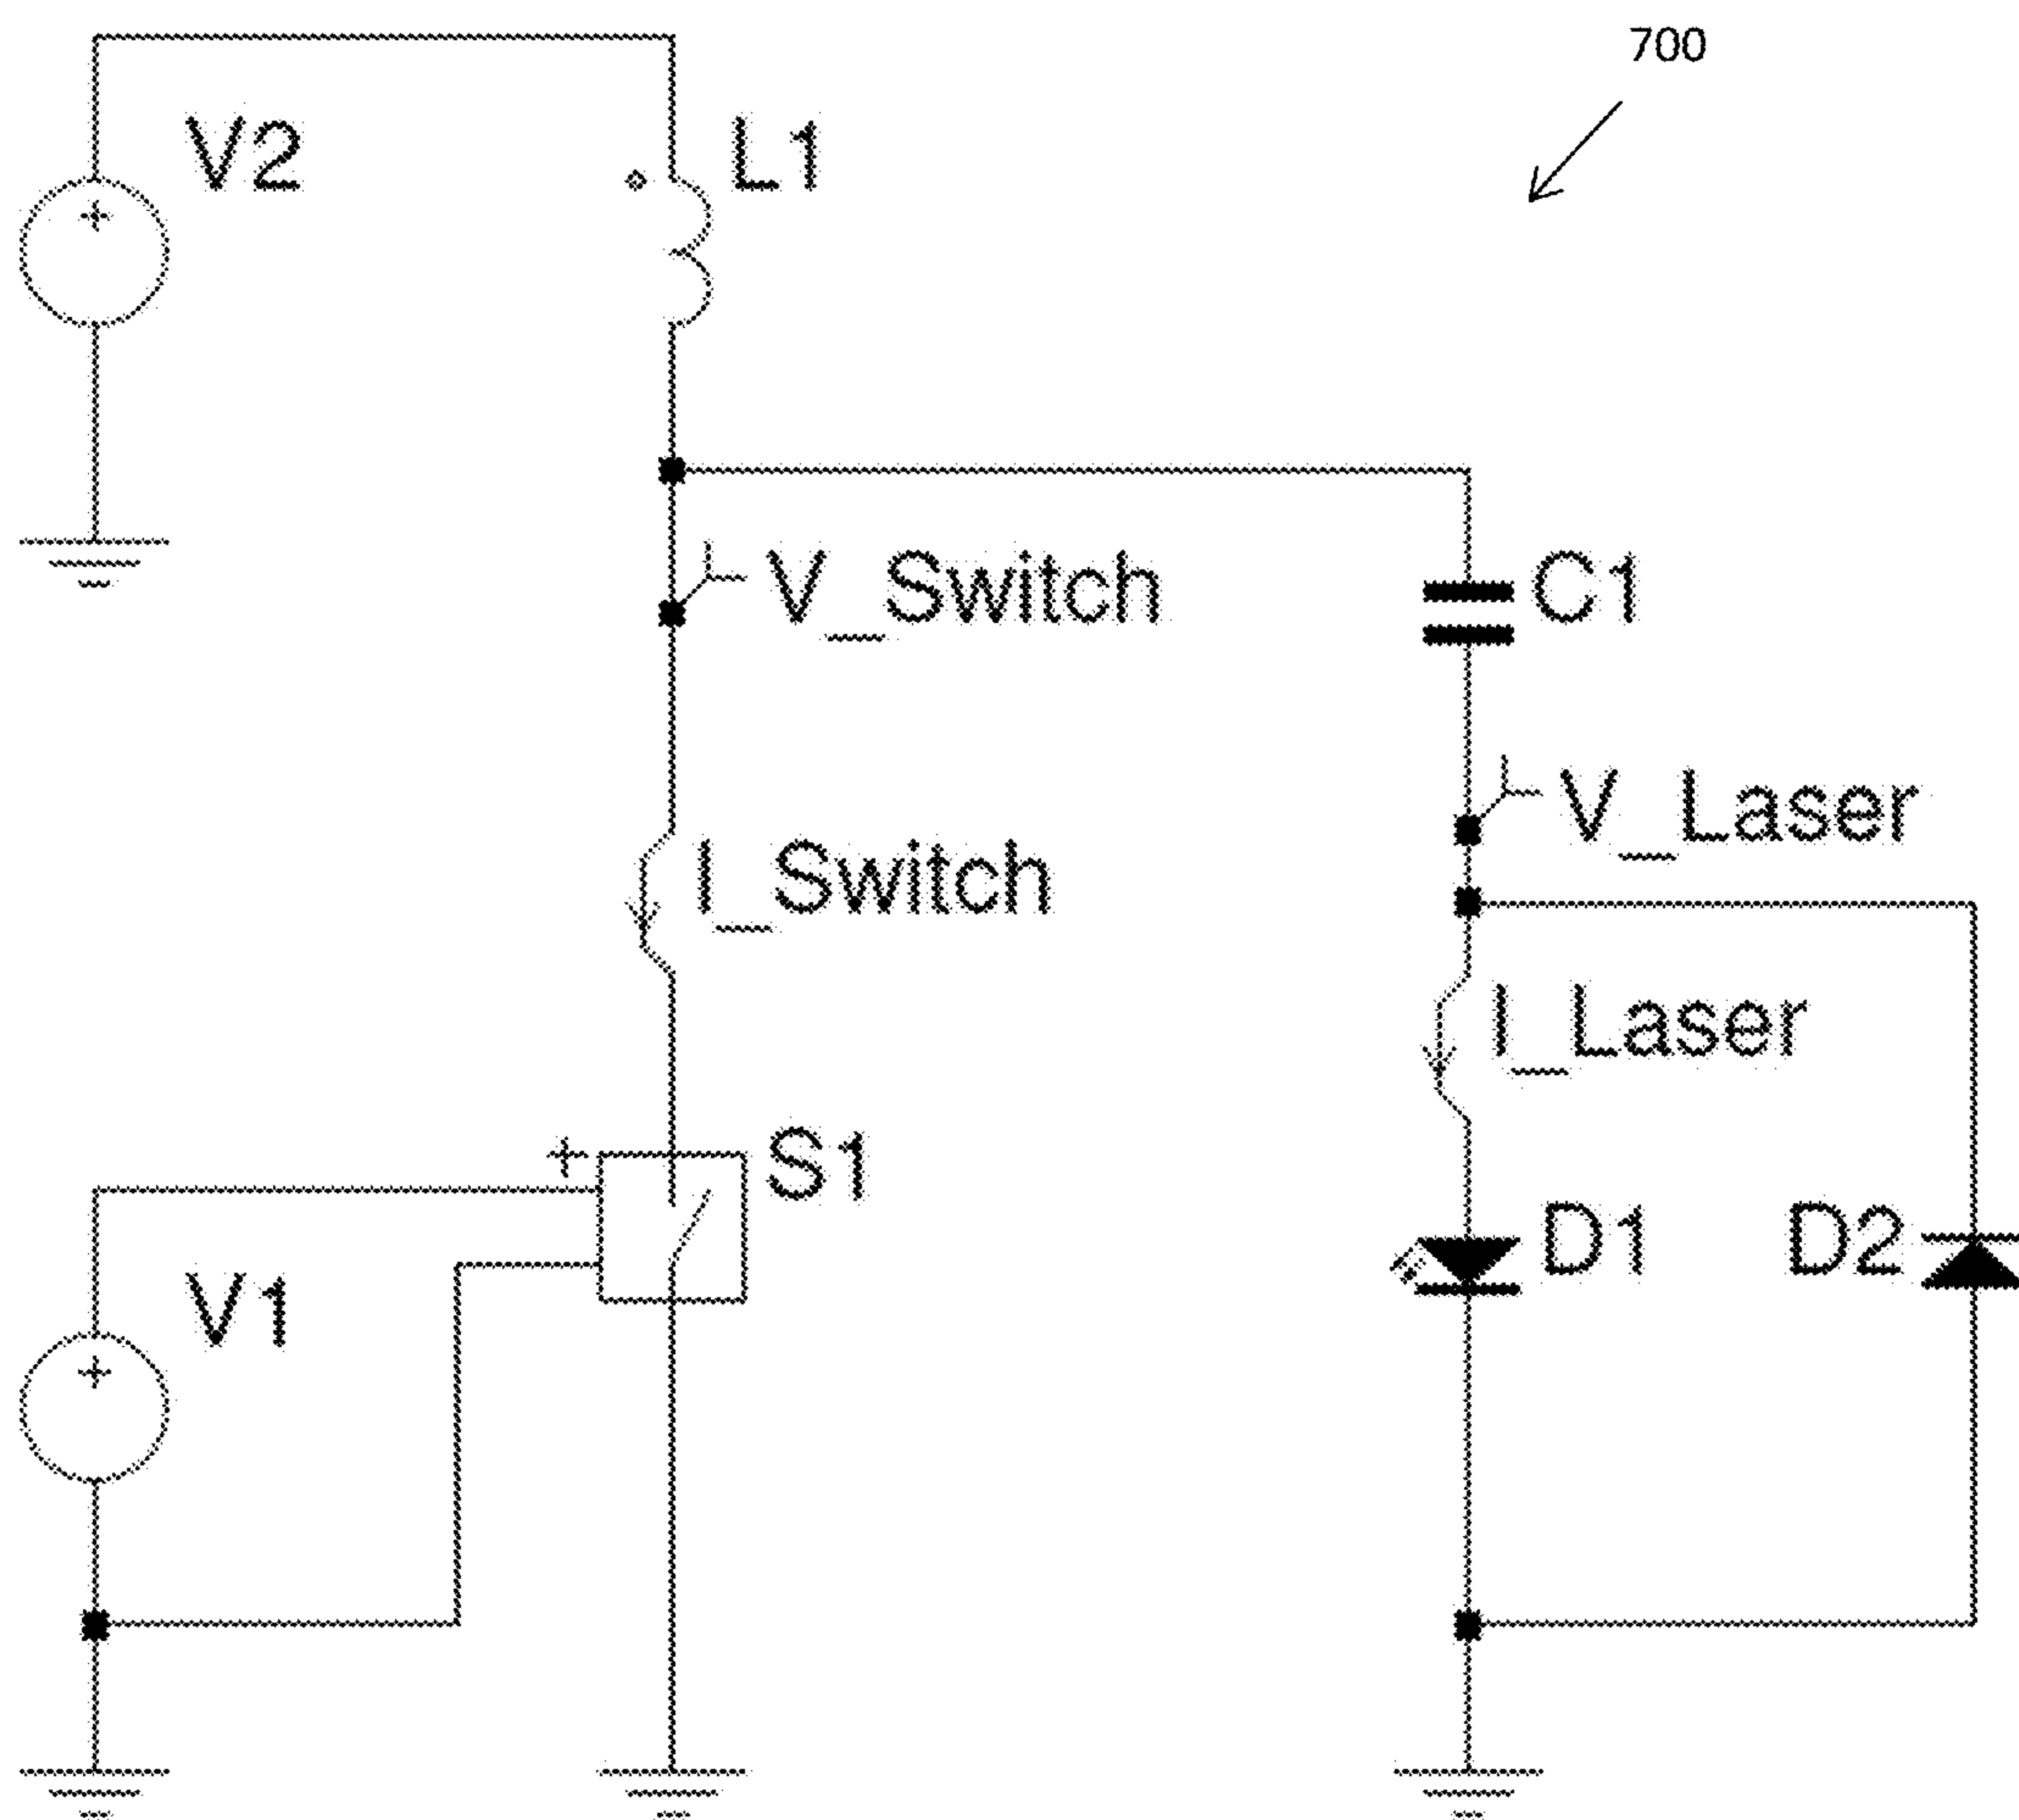 700
V2
L1
V_Switch
C1
V_Laser
I_Switch
I_Laser
+ S1
D1
D2
V1